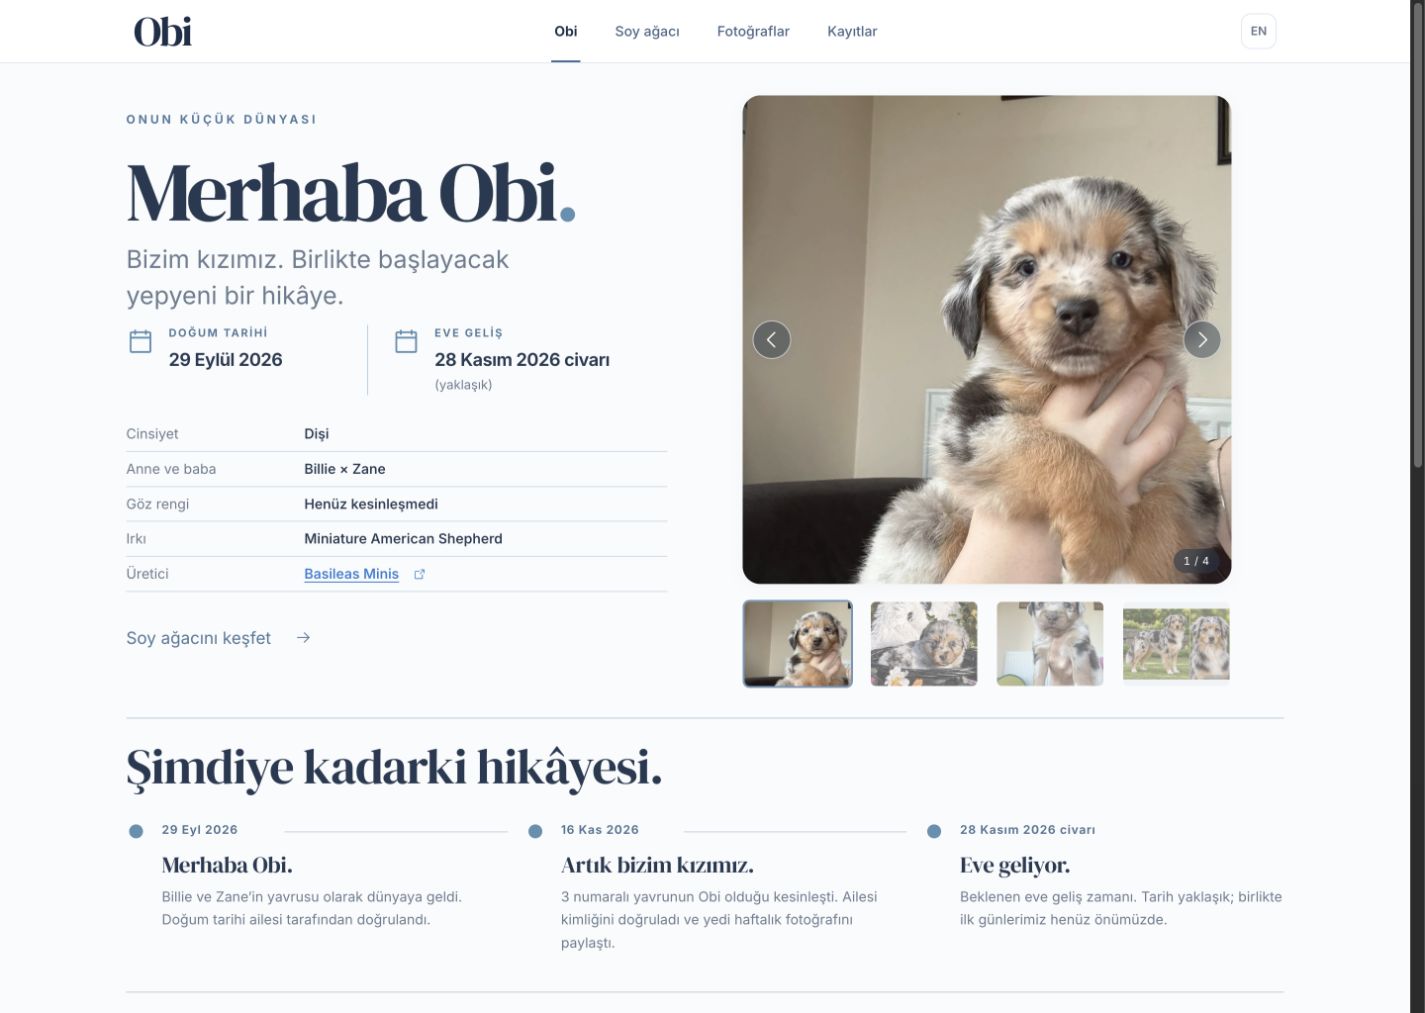 Obi
Obi
Soy ağacı
Fotoğraflar
Kayıtlar
EN
ONUN KÜÇÜK DÜNYASI
Merhaba Obi.
Bizim kızımız. Birlikte başlayacak
yepyeni bir hikâye.
DOĞUM TARİHİ
29 Eylül 2026
EVE GELİŞ
28 Kasım 2026 civarı
(yaklaşık)
Cinsiyet Dişi
Anne ve baba Billie × Zane
Göz rengi Henüz kesinleşmedi
Irkı Miniature American Shepherd
Üretici Basileas Minis
Soy ağacını keşfet
1 / 4
Şimdiye kadarki hikâyesi.
29 Eyl 2026
Merhaba Obi.
Billie ve Zane’in yavrusu olarak dünyaya geldi.
Doğum tarihi ailesi tarafından doğrulandı.
16 Kas 2026
Artık bizim kızımız.
3 numaralı yavrunun Obi olduğu kesinleşti. Ailesi
kimliğini doğruladı ve yedi haftalık fotoğrafını
paylaştı.
28 Kasım 2026 civarı
Eve geliyor.
Beklenen eve geliş zamanı. Tarih yaklaşık; birlikte
ilk günlerimiz henüz önümüzde.